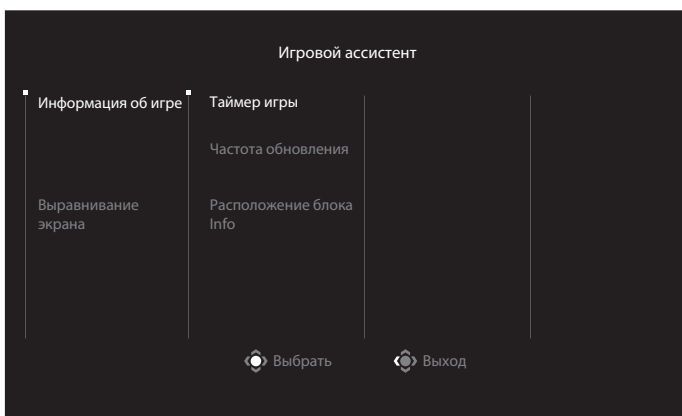 Игровой ассистент
Информация об игре
Таймер игры
Частота обновления
Выравнивание
экрана
Расположение блока
Info
Выбрать
Выход